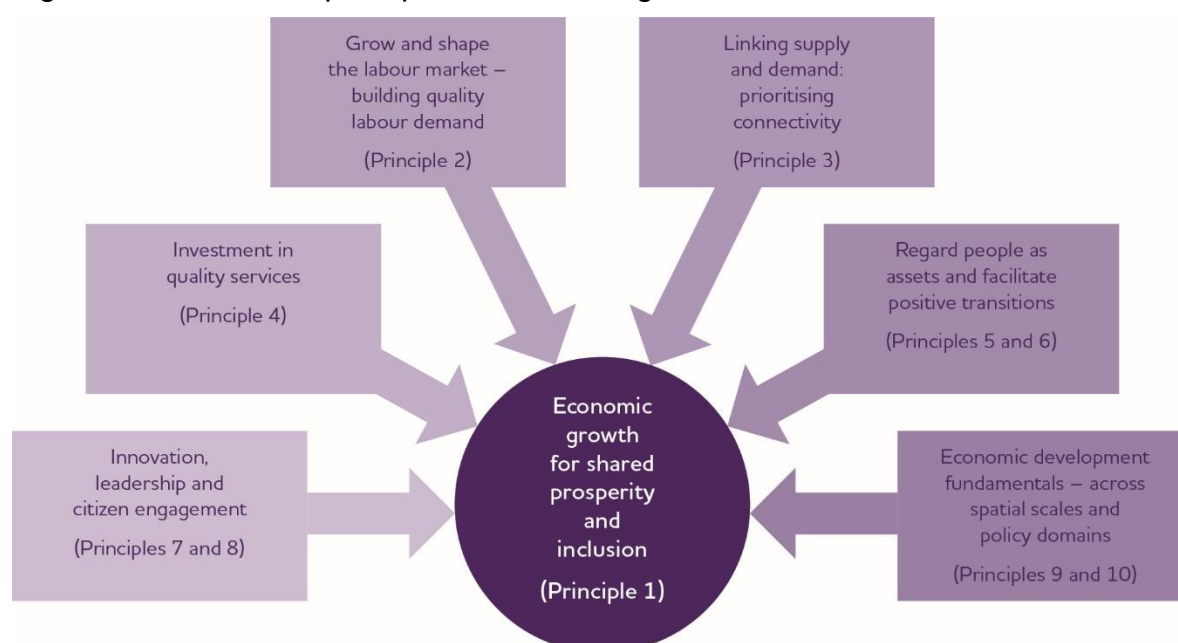 Grow and shape
the labour market –
building quality
labour demand
(Principle 2)
Linking supply
and demand:
prioritising
connectivity
(Principle 3)
Investment in
quality services
(Principle 4)
Regard people as
assets and facilitate
positive transitions
(Principles 5 and 6)
Innovation,
leadership and
citizen engagement
(Principles 7 and 8)
Economic
growth
for shared
prosperity
and
inclusion
(Principle 1)
Economic development
fundamentals – across
spatial scales and
policy domains
(Principles 9 and 10)